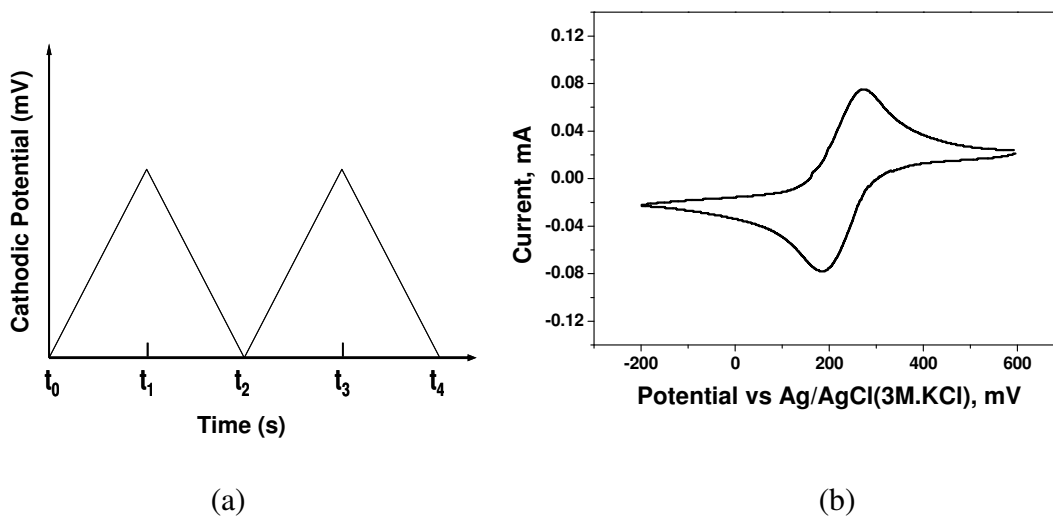 Cathodic Potential (mV)
t0 t1 t2 t3 t4
Time (s)
(a)
0.12
0.08
0.04
0.00
-0.04
-0.08
-0.12
Current, mA
-200 0 200 400 600
Potential vs Ag/AgCl(3M.KCl), mV
(b)